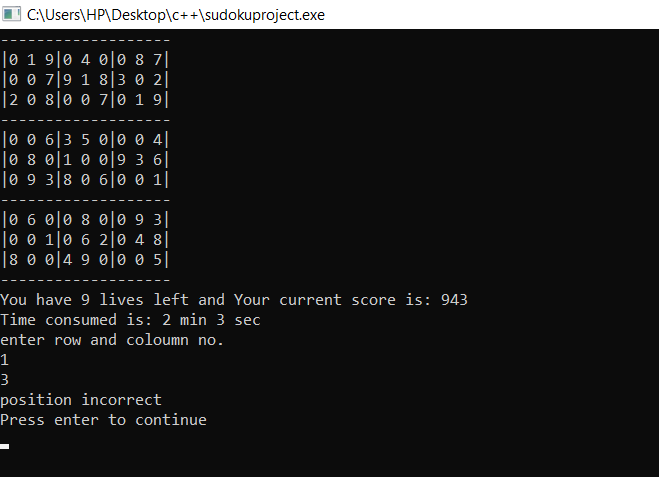 C:\Users\HP\Desktop\c++\sudokuproject.exe
-------------------
|0 1 9|0 4 0|0 8 7|
|0 0 7|9 1 8|3 0 2|
|2 0 8|0 0 7|0 1 9|
-------------------
|0 0 6|3 5 0|0 0 4|
|0 8 0|1 0 0|9 3 6|
|0 9 3|8 0 6|0 0 1|
-------------------
|0 6 0|0 8 0|0 9 3|
|0 0 1|0 6 2|0 4 8|
|8 0 0|4 9 0|0 0 5|
-------------------
You have 9 lives left and Your current score is: 943
Time consumed is: 2 min 3 sec
enter row and coloumn no.
1
3
position incorrect
Press enter to continue